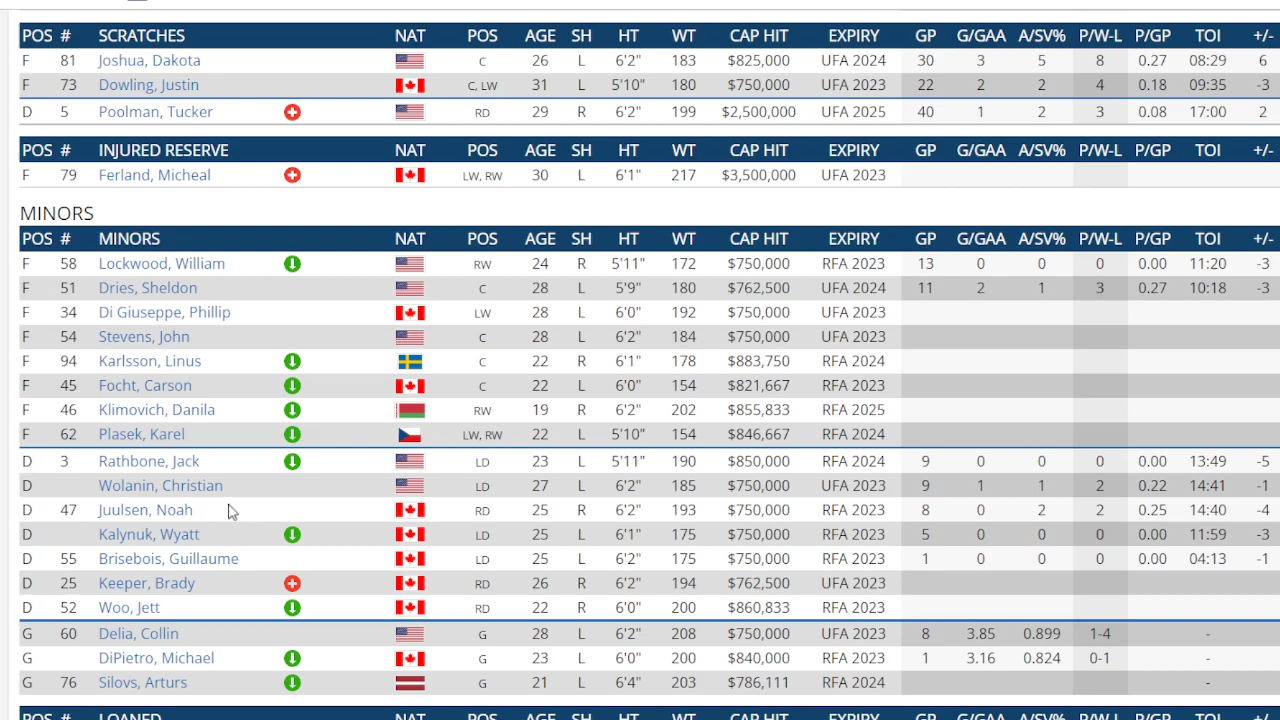 POS # SCRATCHES NAT POS AGE SH HT WT CAP HIT EXPIRY GP G/GAA A/SV% P/W-L P/GP TOI +/-
F 81 Joshua, Dakota C 26 L 6'2" 183 $825,000 UFA 2024 30 3 5 8 0.27 08:29 6
F 73 Dowling, Justin C, LW 31 L 5'10" 180 $750,000 UFA 2023 22 2 2 4 0.18 09:35 -3
D 5 Poolman, Tucker RD 29 R 6'2" 199 $2,500,000 UFA 2025 40 1 2 3 0.08 17:00 2
POS # INJURED RESERVE NAT POS AGE SH HT WT CAP HIT EXPIRY GP G/GAA A/SV% P/W-L P/GP TOI +/-
F 79 Ferland, Micheal LW, RW 30 L 6'1" 217 $3,500,000 UFA 2023
MINORS
POS # MINORS NAT POS AGE SH HT WT CAP HIT EXPIRY GP G/GAA A/SV% P/W-L P/GP TOI +/-
F 58 Lockwood, William RW 24 R 5'11" 172 $750,000 RFA 2023 13 0 0 0 0.00 11:20 -3
F 51 Dries, Sheldon C 28 L 5'9" 180 $762,500 UFA 2024 11 2 1 3 0.27 10:18 -3
F 34 Di Giuseppe, Phillip LW 28 L 6'0" 192 $750,000 UFA 2023
F 54 Stevens, John C 28 L 6'2" 184 $750,000 UFA 2023
F 94 Karlsson, Linus C 22 R 6'1" 178 $883,750 RFA 2024
F 45 Focht, Carson C 22 L 6'0" 154 $821,667 RFA 2023
F 46 Klimovich, Danila RW 19 R 6'2" 202 $855,833 RFA 2025
F 62 Plasek, Karel LW, RW 22 L 5'10" 154 $846,667 RFA 2024
D 3 Rathbone, Jack LD 23 L 5'11" 190 $850,000 RFA 2024 9 0 0 0 0.00 13:49 -5
D Wolanin, Christian LD 27 L 6'2" 185 $750,000 UFA 2023 9 1 1 2 0.22 14:41 -1
D 47 Juulsen, Noah RD 25 R 6'2" 193 $750,000 UFA 2023 8 0 2 2 0.25 14:40 -4
D Kalynuk, Wyatt LD 25 L 6'1" 175 $750,000 RFA 2023 5 0 0 0 0.00 11:59 -3
D 55 Brisebois, Guillaume LD 25 L 6'2" 175 $750,000 RFA 2023 1 0 0 0 0.00 04:13 -1
D 25 Keeper, Brady RD 26 R 6'2" 194 $762,500 UFA 2023
D 52 Woo, Jett RD 22 R 6'0" 200 $860,833 RFA 2023
G 60 Delia, Collin G 28 L 6'2" 208 $750,000 UFA 2023 8 3.85 0.899 1-4 -
G DiPietro, Michael G 23 L 6'0" 200 $840,000 RFA 2023 1 3.16 0.824 0-1 -
G 76 Silovs, Arturs G 21 L 6'4" 203 $786,111 RFA 2024 -
POS # LOANED NAT POS AGE SH HT WT CAP HIT EXPIRY GP G/GAA A/SV% P/W-L P/GP TOI +/-